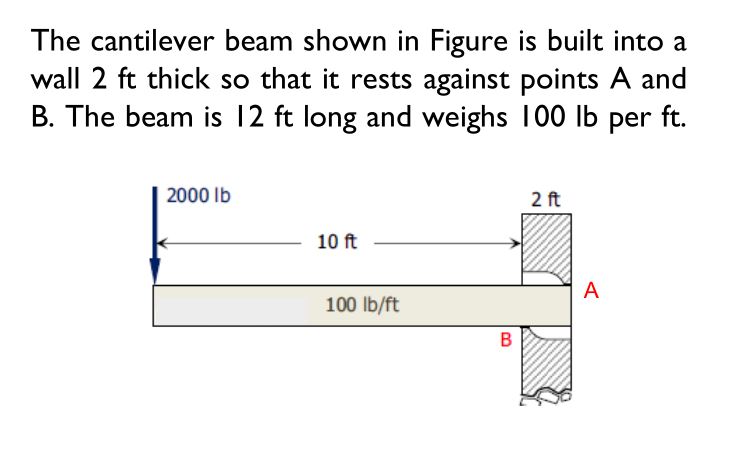 The cantilever beam shown in Figure is built into a
wall 2 ft thick so that it rests against points A and
B. The beam is 12 ft long and weighs 100 lb per ft.
2000 lb
2 ft
10 ft
A
100 lb/ft
B